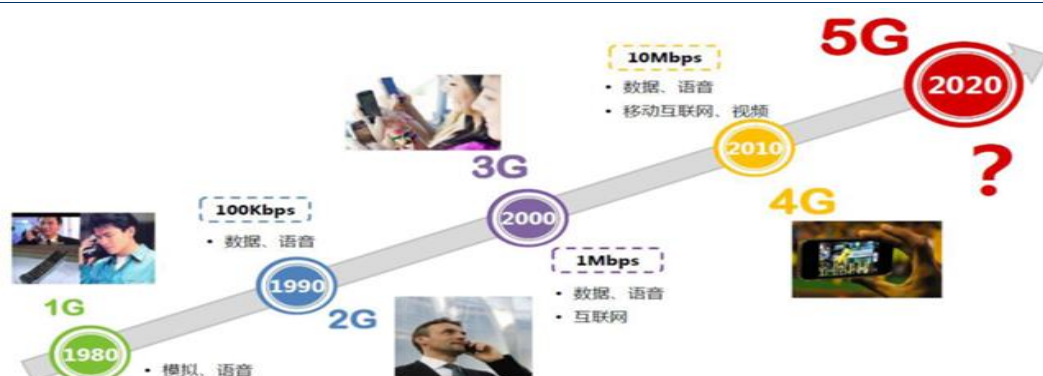 5G
2020
?
10Mbps
• 数据、语音
• 移动互联网、视频
2010
4G
3G
2000
1Mbps
• 数据、语音
• 互联网
100Kbps
• 数据、语音
1990
2G
1G
1980
• 模拟、语音